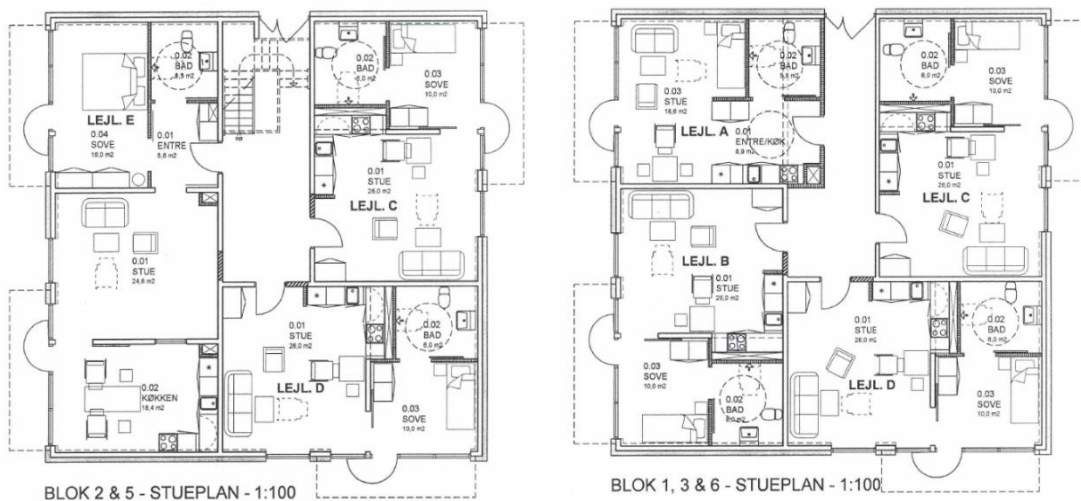 0.02
BAD
0.02
BAD
6,0 m2
0.03
SOVE
10,0 m2
LEJL. E
0.04
SOVE
16,0 m2
0.01
ENTRE
5,6 m2
0.01
STUE
26,0 m2
LEJL. C
0.01
STUE
24,6 m2
0.01
STUE
26,0 m2
LEJL. D
0.02
BAD
6,0 m2
0.02
KØKKEN
18,4 m2
0.03
SOVE
10,0 m2
BLOK 2 & 5 - STUEPLAN - 1:100
0.02
BAD
0.02
BAD
6,0 m2
0.03
SOVE
10,0 m2
0.03
STUE
LEJL. A
0.01
ENTRE/KØK
0.01
STUE
26,0 m2
LEJL. C
LEJL. B
0.01
STUE
0.01
STUE
26,0 m2
LEJL. D
0.02
BAD
6,0 m2
0.03
SOVE
10,0 m2
0.02
BAD
0.03
SOVE
10,0 m2
BLOK 1, 3 & 6 - STUEPLAN - 1:100